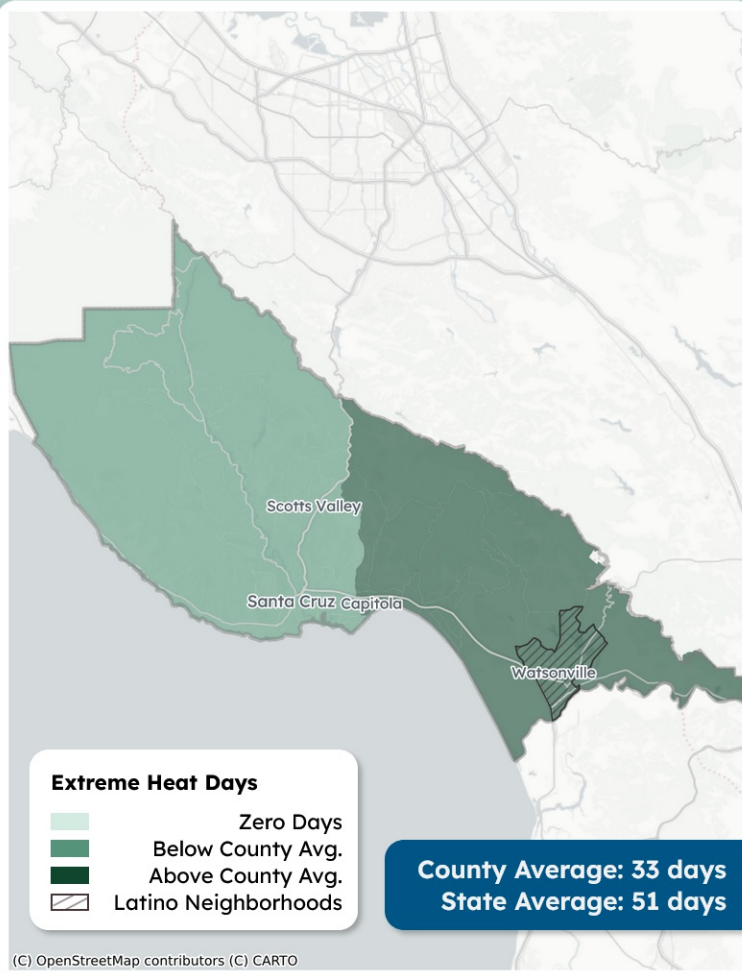 Scotts Valley
Santa Cruz
Capitola
Watsonville
Extreme Heat Days
Zero Days
Below County Avg.
Above County Avg.
Latino Neighborhoods
County Average: 33 days
State Average: 51 days
(C) OpenStreetMap contributors (C) CARTO